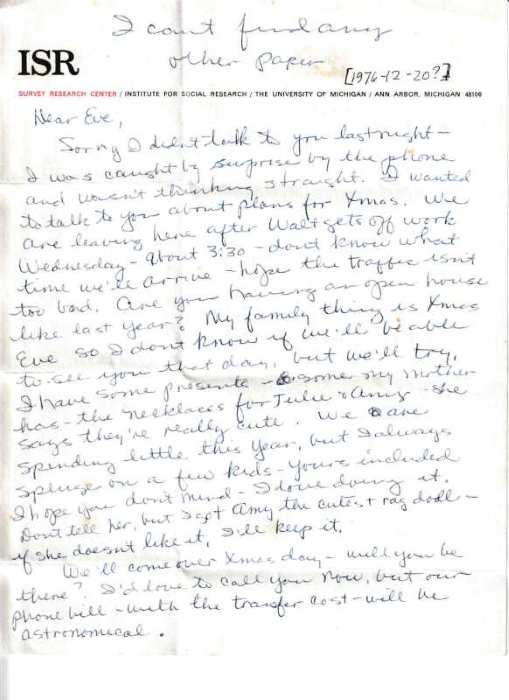 I can't find any
other paper
ISR
[1976-12-20?]
SURVEY RESEARCH CENTER / INSTITUTE FOR SOCIAL RESEARCH / THE UNIVERSITY OF MICHIGAN / ANN ARBOR, MICHIGAN 48106
Dear Eve,
Sorry I didn't talk to you last night -
I was caught by surprise by the phone
and wasn't thinking straight. I wanted
to talk to you about plans for Xmas. We
are leaving here after Walt gets off work
Wednesday - about 3:30 - don't know what
time we'll arrive - hope the traffic isn't
too bad. Are you having an open house
like last year? My family thing is Xmas
Eve so I don't know if we'll be able
to see you that day, but we'll try.
I have some presents - some my mother
has - the necklaces for Julie & Amy - she
says they're really cute. We are
spending little this year, but I always
spluge on a few kids - yours included
I hope you don't mind - I love doing it.
Don't tell her, but I got Amy the cutest rag doll -
if she doesn't like it, I'll keep it.
We'll come over Xmas day - will you be
there? I'd love to call you now, but our
phone bill - with the transfer cost - will be
astronomical.